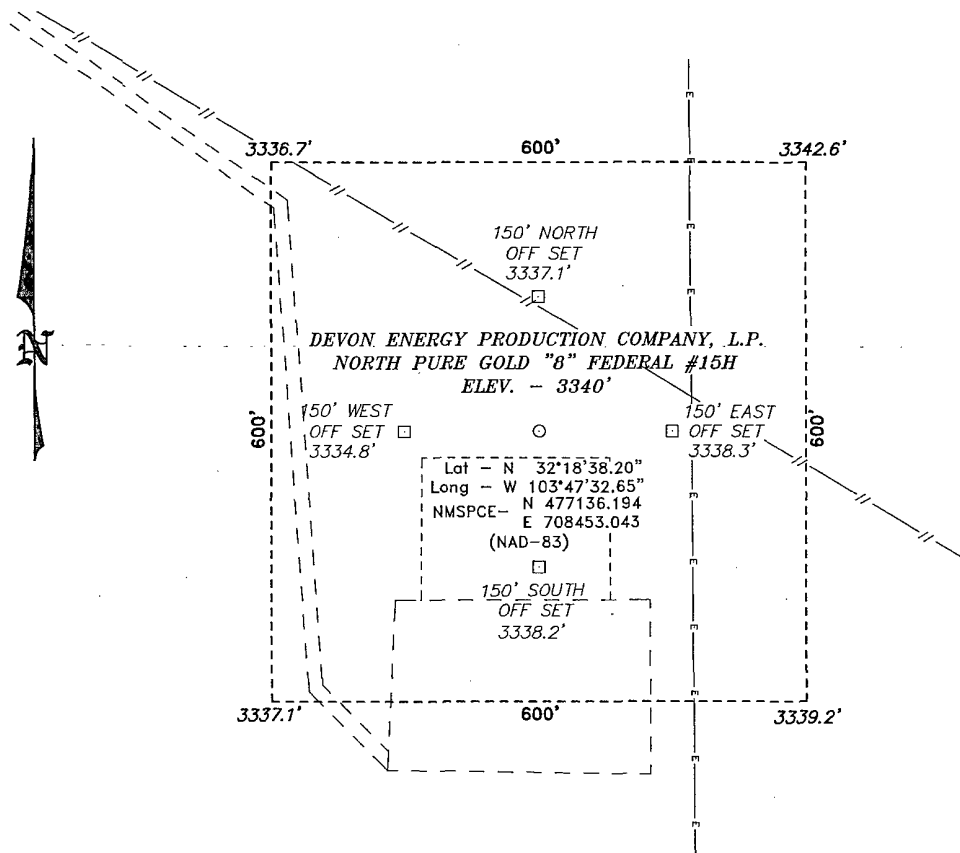 3336.7'
600'
3342.6'
150' NORTH
OFF SET
3337.1'
N
DEVON ENERGY PRODUCTION COMPANY, L.P.
NORTH PURE GOLD "8" FEDERAL #15H
ELEV. - 3340'
600'
150' WEST
OFF SET
3334.8'
150' EAST
OFF SET
3338.3'
600'
Lat - N 32°18'38.20"
Long - W 103°47'32.65"
NMSPCE- N 477136.194
E 708453.043
(NAD-83)
150' SOUTH
OFF SET
3338.2'
3337.1'
600'
3339.2'
E
E
E
E
E
E
E
E
E
E
E